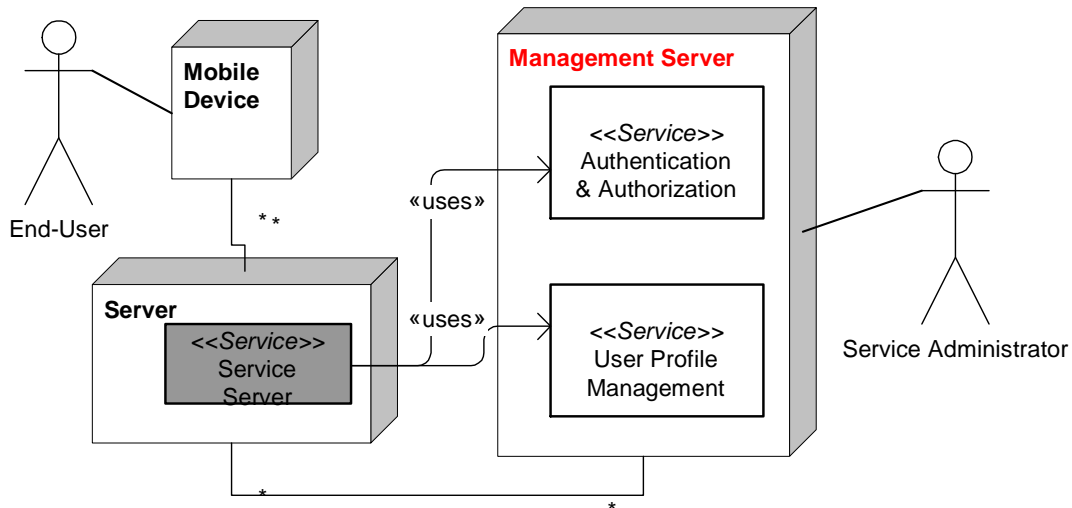 Mobile
Device
End-User
* *
Server
<<Service>>
Service
Server
«uses»
«uses»
Management Server
<<Service>>
Authentication
& Authorization
<<Service>>
User Profile
Management
Service Administrator
*
*